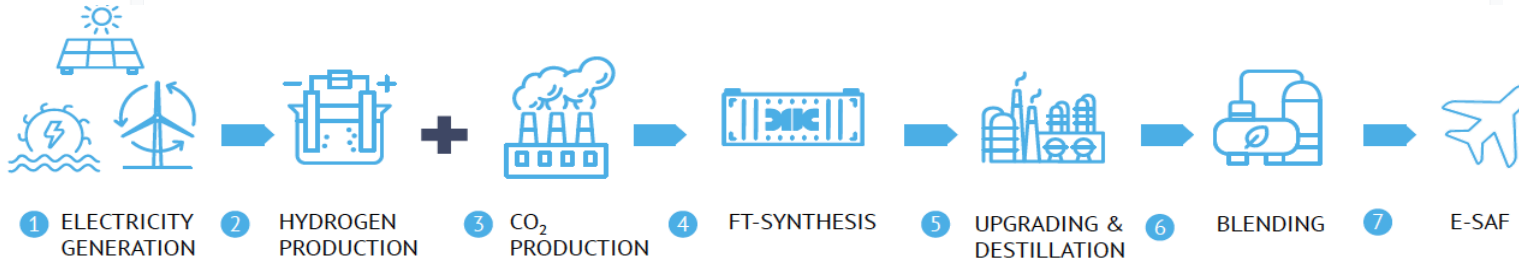 1 ELECTRICITY
GENERATION
2 HYDROGEN
PRODUCTION
3 CO₂
PRODUCTION
4 FT-SYNTHESIS
5 UPGRADING &
DESTILLATION
6 BLENDING
7 E-SAF